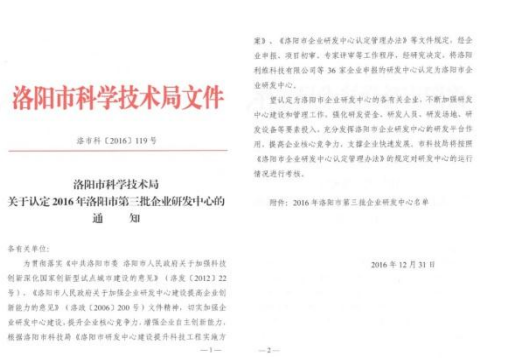 洛阳市科学技术局文件
洛市科〔2016〕119号
洛阳市科学技术局
关于认定2016年洛阳市第三批企业研发中心的
通 知
各有关单位:
为贯彻落实《中共洛阳市委 洛阳市人民政府关于加强科技
创新深化国家创新型试点城市建设的意见》(洛发〔2012〕22
号)、《洛阳市人民政府关于加强企业研发中心建设提高企业创
新能力的意见》(洛政〔2006〕200号)文件精神,切实加强企
业研发中心建设,提升企业核心竞争力,增强企业自主创新能力,
根据洛阳市科技局《洛阳市研发中心建设提升科技工程实施方
—1—
案》、《洛阳市企业研发中心认定管理办法》等文件规定,经企
业申报、项目初审、专家评审等工作程序,经研究决定,将洛阳
利维科技有限公司等36家企业申报的研发中心认定为洛阳市企
业研发中心。
望认定为洛阳市企业研发中心的各有关企业,不断加强研发
中心建设和管理工作,强化研发资金、研发人员、研发场地、研
发设备等要素投入,充分发挥洛阳市企业研发中心的研发平台作
用,提高企业核心竞争力,支撑企业快速发展。市科技局将按照
《洛阳市企业研发中心认定管理办法》的规定对研发中心的运行
情况进行考核。
附件:2016年洛阳市第三批企业研发中心名单
2016年12月31日
—2—